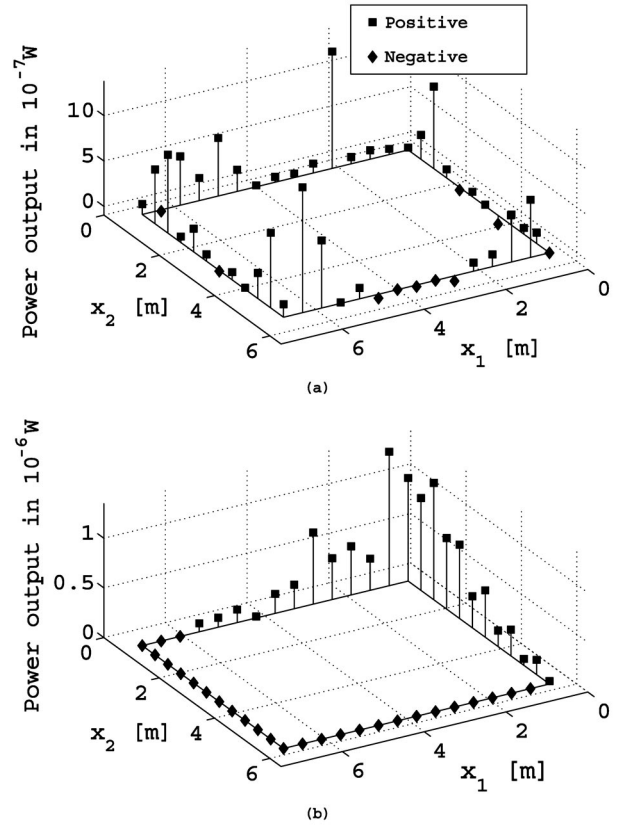 Positive
Negative
Power output in 10⁻⁷W
10
5
0
0
2
4
6
x₂ [m]
6
4
2
0
x₁ [m]
(a)
Power output in 10⁻⁶W
1
0.5
0
0
2
4
6
x₂ [m]
6
4
2
0
x₁ [m]
(b)